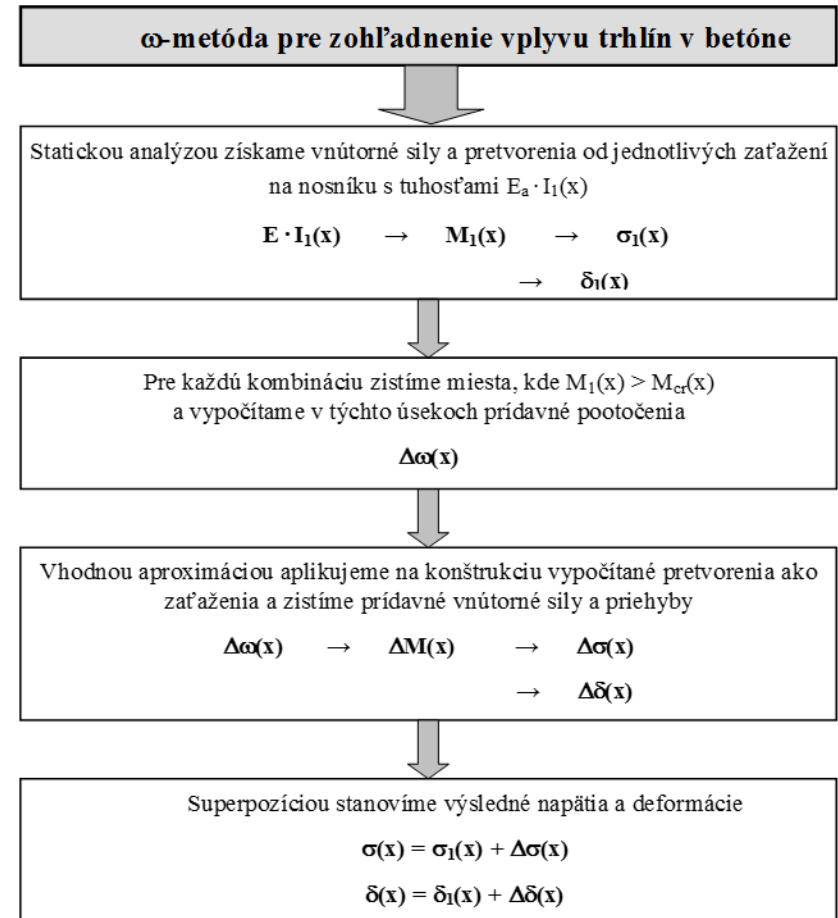 ω-metóda pre zohľadnenie vplyvu trhlín v betóne
Statickou analýzou získame vnútorné sily a pretvorenia od jednotlivých zaťažení
na nosníku s tuhosťami Eₐ · I₁(x)
E · I₁(x) → M₁(x) → σ₁(x)
→ δ₁(x)
Pre každú kombináciu zistíme miesta, kde M₁(x) > M_cr(x)
a vypočítame v týchto úsekoch prídavné pootočenia
Δω(x)
Vhodnou aproximáciou aplikujeme na konštrukciu vypočítané pretvorenia ako
zaťaženia a zistíme prídavné vnútorné sily a priehyby
Δω(x) → ΔM(x) → Δσ(x)
→ Δδ(x)
Superpozíciou stanovíme výsledné napätia a deformácie
σ(x) = σ₁(x) + Δσ(x)
δ(x) = δ₁(x) + Δδ(x)